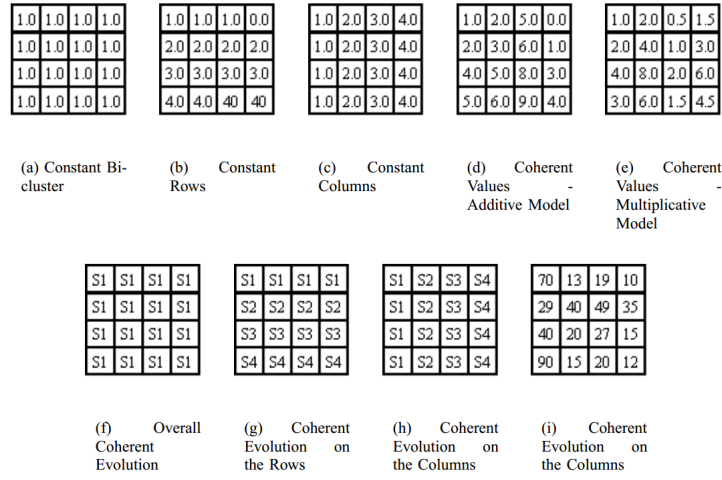 1.0 1.0 1.0 1.0
1.0 1.0 1.0 1.0
1.0 1.0 1.0 1.0
1.0 1.0 1.0 1.0
(a) Constant Bi-
cluster
1.0 1.0 1.0 0.0
2.0 2.0 2.0 2.0
3.0 3.0 3.0 3.0
4.0 4.0 40 40
(b) Constant
Rows
1.0 2.0 3.0 4.0
1.0 2.0 3.0 4.0
1.0 2.0 3.0 4.0
1.0 2.0 3.0 4.0
(c) Constant
Columns
1.0 2.0 5.0 0.0
2.0 3.0 6.0 1.0
4.0 5.0 8.0 3.0
5.0 6.0 9.0 4.0
(d) Coherent
Values -
Additive Model
1.0 2.0 0.5 1.5
2.0 4.0 1.0 3.0
4.0 8.0 2.0 6.0
3.0 6.0 1.5 4.5
(e) Coherent
Values -
Multiplicative
Model
S1 S1 S1 S1
S1 S1 S1 S1
S1 S1 S1 S1
S1 S1 S1 S1
(f) Overall
Coherent
Evolution
S1 S1 S1 S1
S2 S2 S2 S2
S3 S3 S3 S3
S4 S4 S4 S4
(g) Coherent
Evolution on
the Rows
S1 S2 S3 S4
S1 S2 S3 S4
S1 S2 S3 S4
S1 S2 S3 S4
(h) Coherent
Evolution on
the Columns
70 13 19 10
29 40 49 35
40 20 27 15
90 15 20 12
(i) Coherent
Evolution on
the Columns